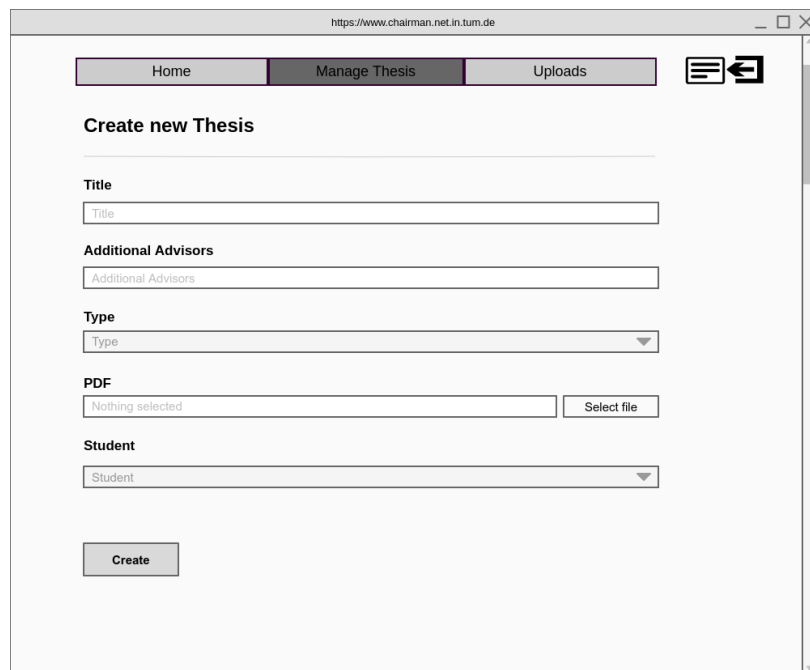 https://www.chairman.net.in.tum.de
Home Manage Thesis Uploads
Create new Thesis
Title
Title
Additional Advisors
Additional Advisors
Type
Type
PDF
Nothing selected Select file
Student
Student
Create